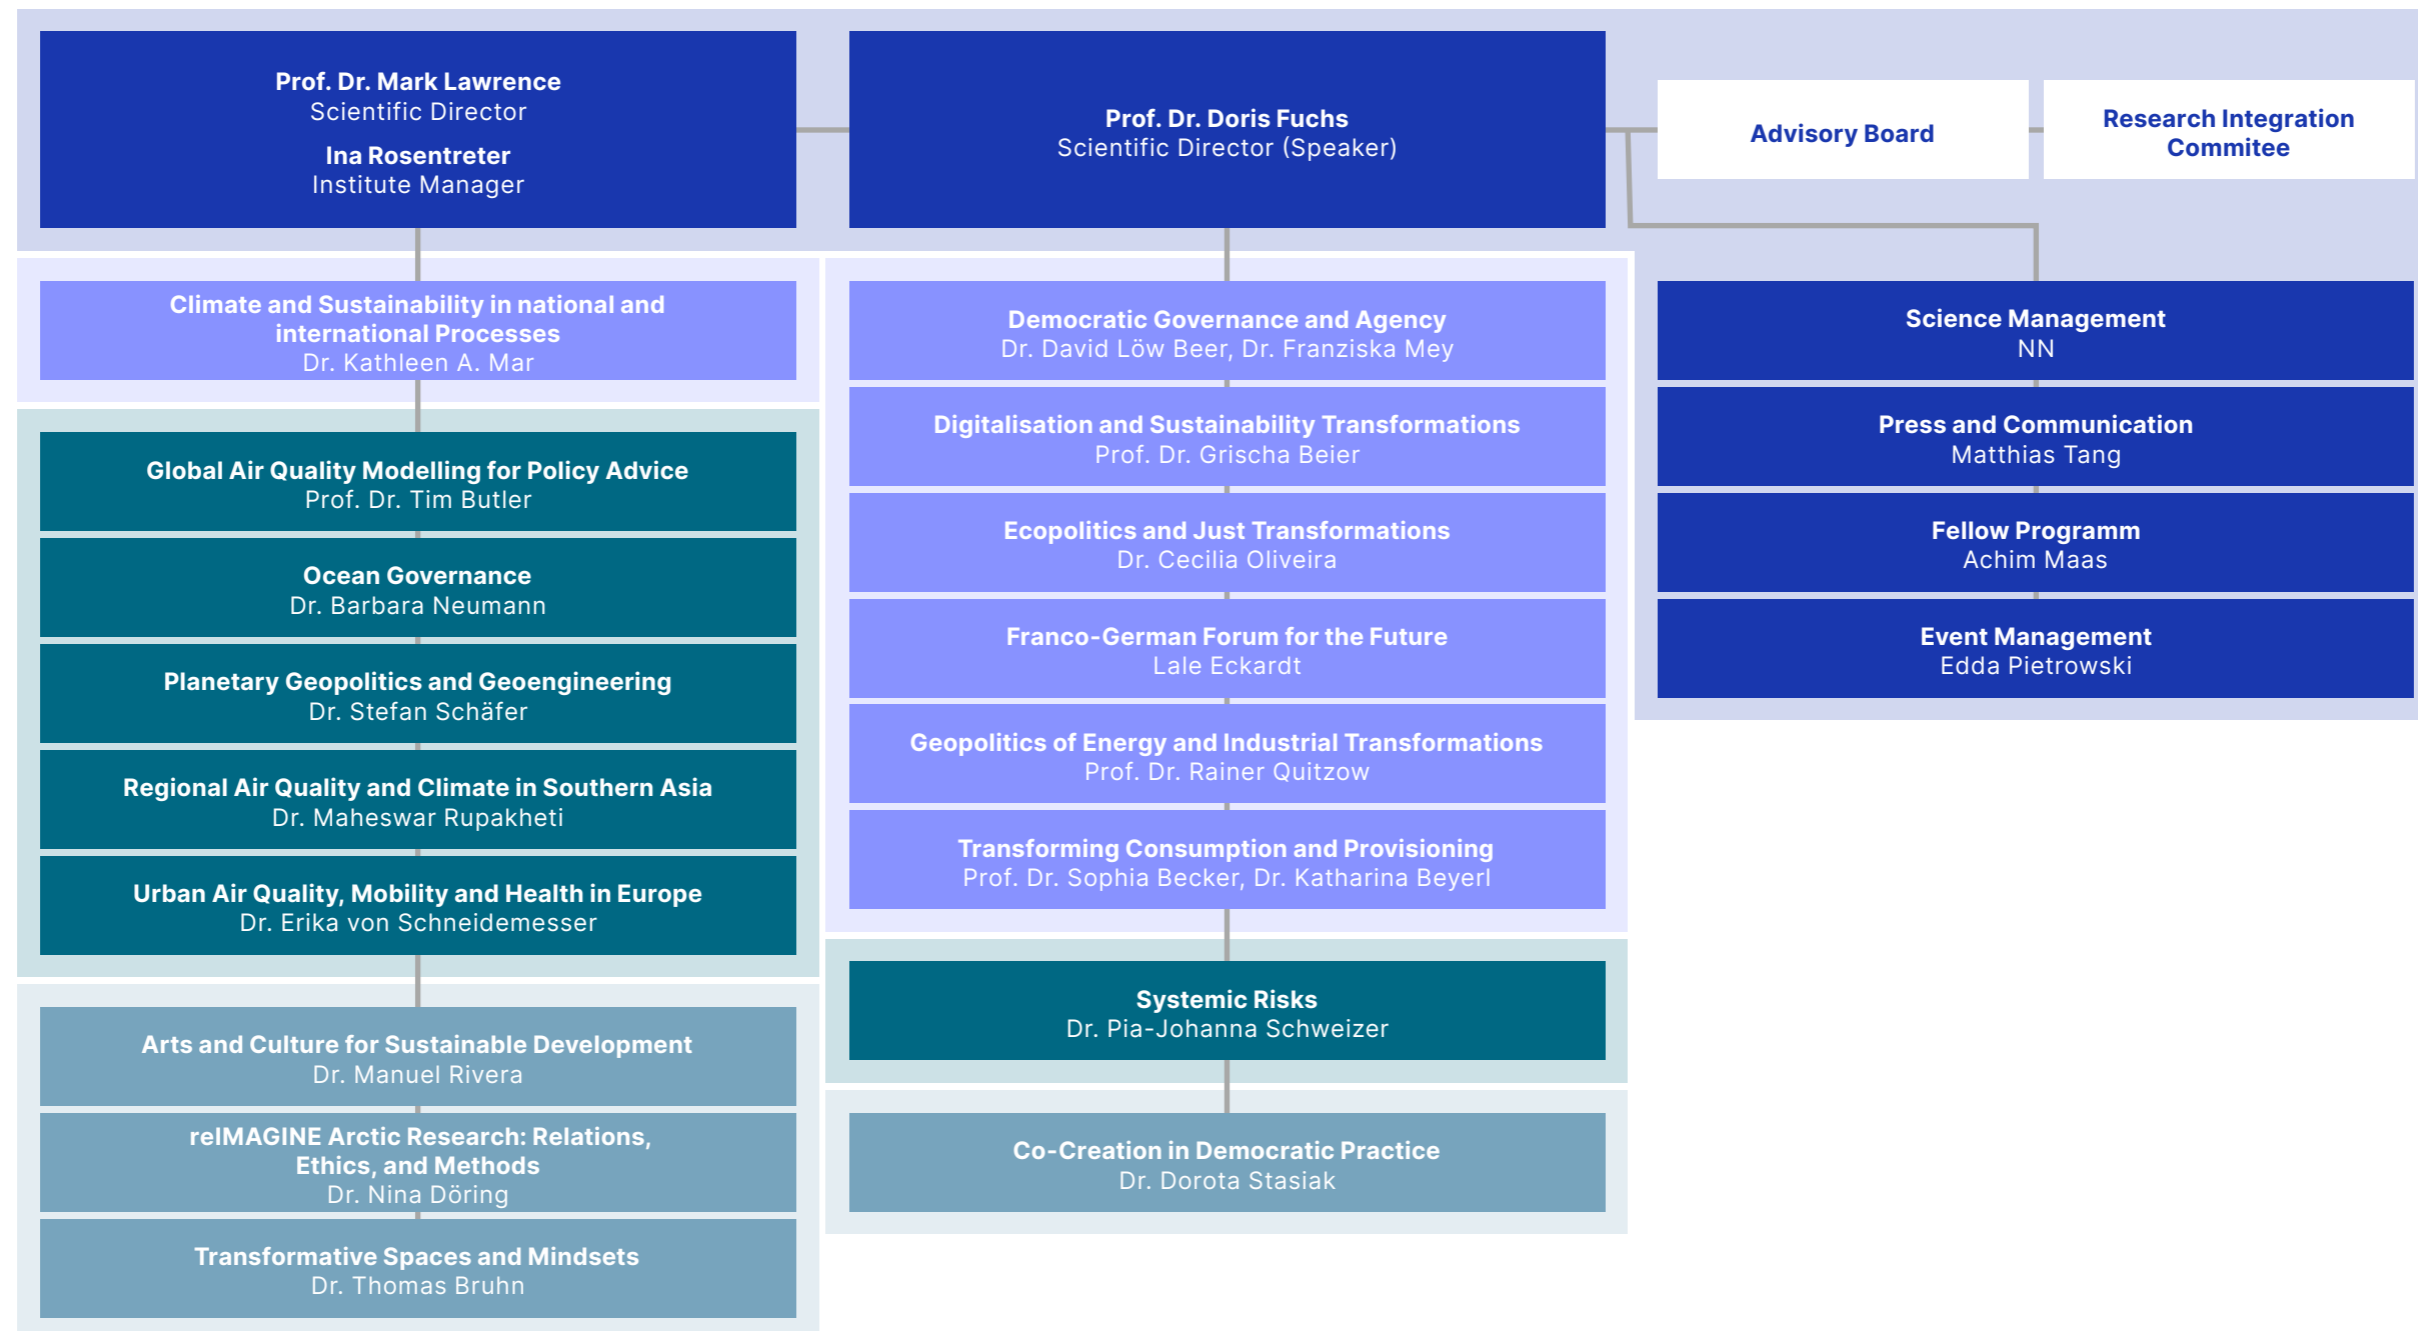 Prof. Dr. Mark Lawrence
Scientific Director
Ina Rosentreter
Institute Manager
Prof. Dr. Doris Fuchs
Scientific Director (Speaker)
Advisory Board
Research Integration
Commitee
Climate and Sustainability in national and
international Processes
Dr. Kathleen A. Mar
Global Air Quality Modelling for Policy Advice
Prof. Dr. Tim Butler
Ocean Governance
Dr. Barbara Neumann
Planetary Geopolitics and Geoengineering
Dr. Stefan Schäfer
Regional Air Quality and Climate in Southern Asia
Dr. Maheswar Rupakheti
Urban Air Quality, Mobility and Health in Europe
Dr. Erika von Schneidemesser
Arts and Culture for Sustainable Development
Dr. Manuel Rivera
reIMAGINE Arctic Research: Relations,
Ethics, and Methods
Dr. Nina Döring
Transformative Spaces and Mindsets
Dr. Thomas Bruhn
Democratic Governance and Agency
Dr. David Löw Beer, Dr. Franziska Mey
Digitalisation and Sustainability Transformations
Prof. Dr. Grischa Beier
Ecopolitics and Just Transformations
Dr. Cecilia Oliveira
Franco-German Forum for the Future
Lale Eckardt
Geopolitics of Energy and Industrial Transformations
Prof. Dr. Rainer Quitzow
Transforming Consumption and Provisioning
Prof. Dr. Sophia Becker, Dr. Katharina Beyerl
Systemic Risks
Dr. Pia-Johanna Schweizer
Co-Creation in Democratic Practice
Dr. Dorota Stasiak
Science Management
NN
Press and Communication
Matthias Tang
Fellow Programm
Achim Maas
Event Management
Edda Pietrowski